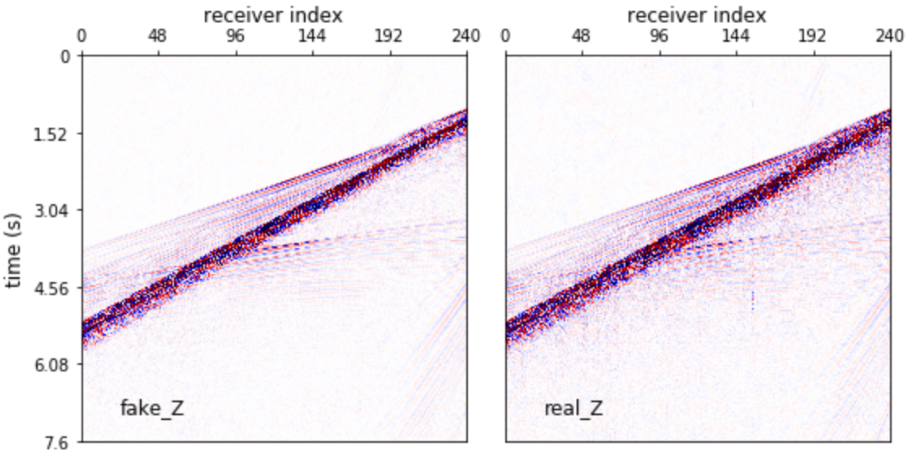 receiver index
0 48 96 144 192 240
receiver index
0 48 96 144 192 240
time (s)
0
1.52
3.04
4.56
6.08
7.6
fake_Z
real_Z